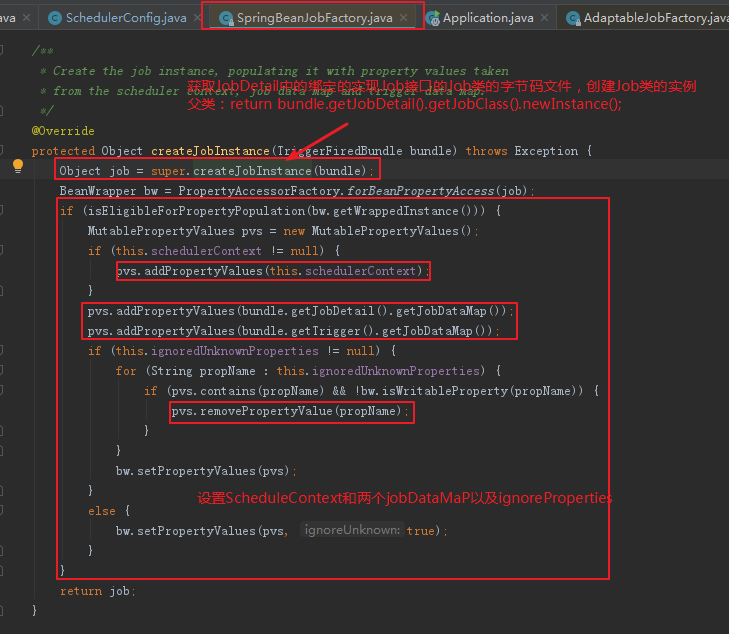 ava × SchedulerConfig.java × SpringBeanJobFactory.java × Application.java × AdaptableJobFactory.java
/**
* Create the job instance, populating it with property values taken
* from the scheduler context, job data map and trigger data map.
获取JobDetail中的绑定的实现Job接口的Job类的字节码文件，创建Job类的实例
父类：return bundle.getJobDetail().getJobClass().newInstance();
*/
@Override
protected Object createJobInstance(TriggerFiredBundle bundle) throws Exception {
Object job = super.createJobInstance(bundle);
BeanWrapper bw = PropertyAccessorFactory.forBeanPropertyAccess(job);
if (isEligibleForPropertyPopulation(bw.getWrappedInstance())) {
MutablePropertyValues pvs = new MutablePropertyValues();
if (this.schedulerContext != null) {
pvs.addPropertyValues(this.schedulerContext);
}
pvs.addPropertyValues(bundle.getJobDetail().getJobDataMap());
pvs.addPropertyValues(bundle.getTrigger().getJobDataMap());
if (this.ignoredUnknownProperties != null) {
for (String propName : this.ignoredUnknownProperties) {
if (pvs.contains(propName) && !bw.isWritableProperty(propName)) {
pvs.removePropertyValue(propName);
}
}
bw.setPropertyValues(pvs);
}
设置ScheduleContext和两个jobDataMaP以及ignoreProperties
else {
bw.setPropertyValues(pvs, ignoreUnknown: true);
}
}
return job;
}